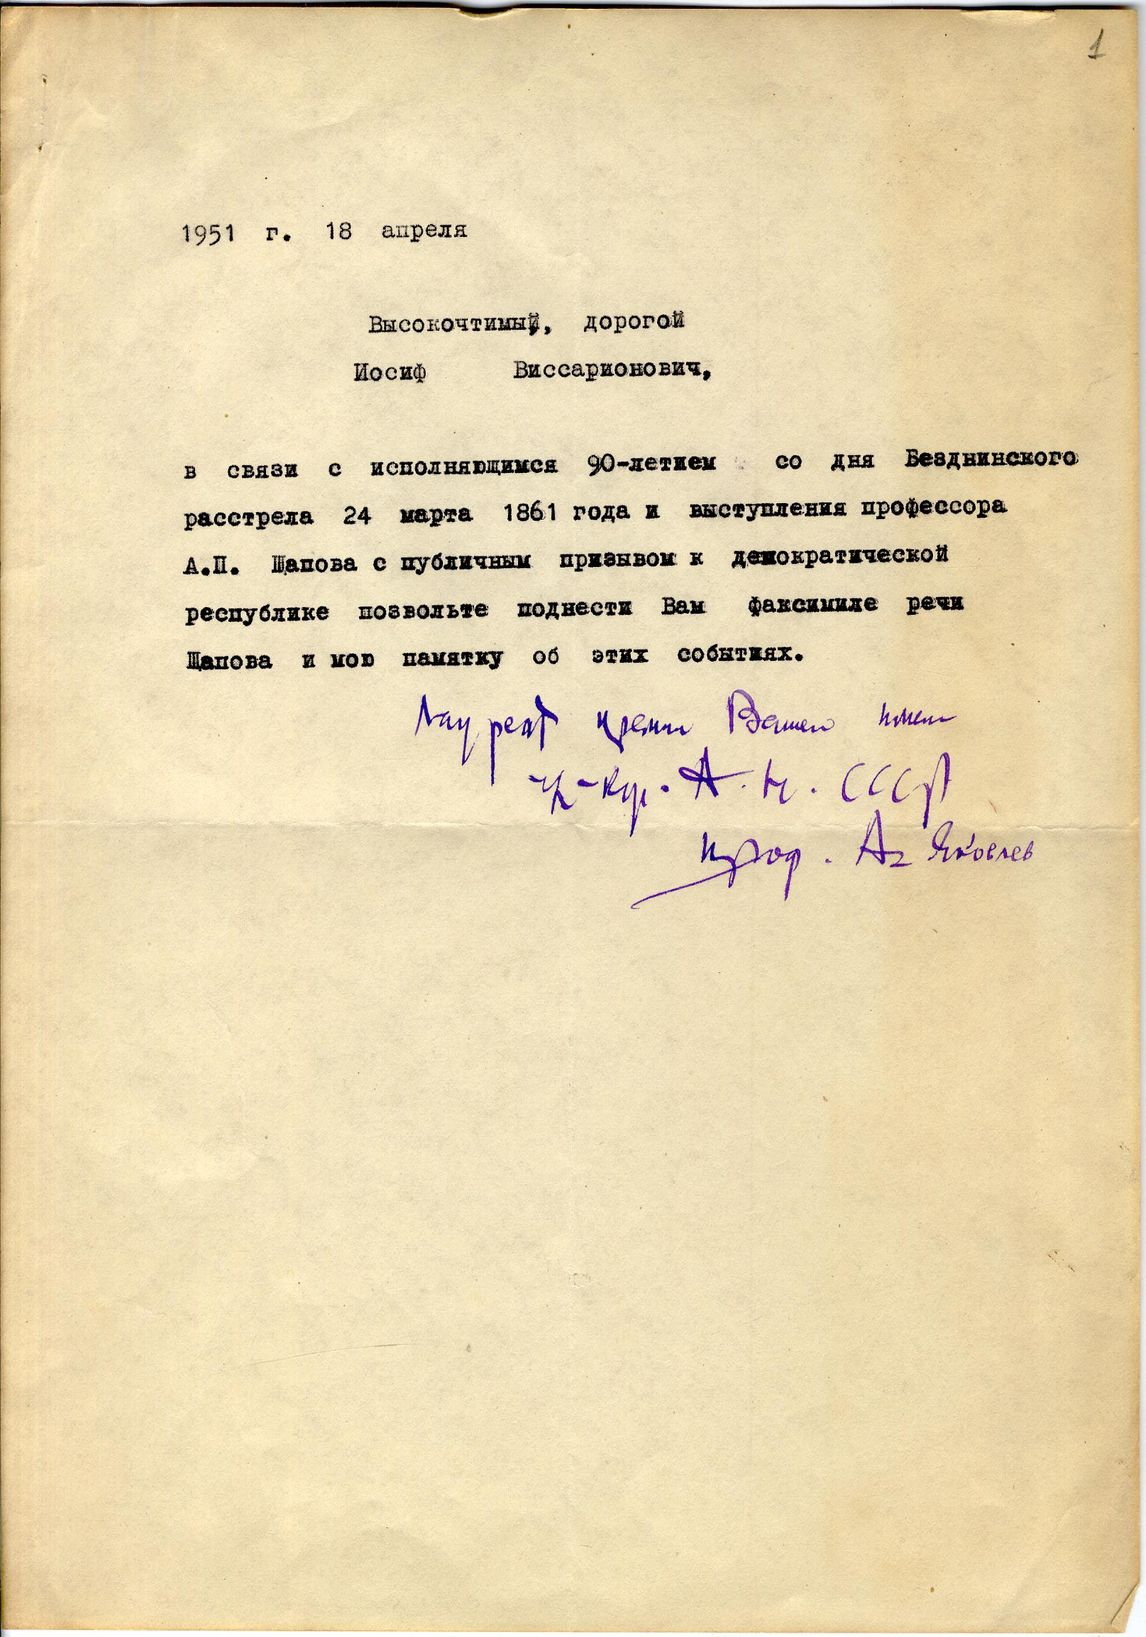 1
1951 г. 18 апреля
Высокочтимый, дорогой
Иосиф Виссарионович,
в связи с исполняющимся 90-летием со дня Безднинского
расстрела 24 марта 1861 года и выступления профессора
А.П. Щапова с публичным призывом к демократической
республике позвольте поднести Вам факсимиле речи
Щапова и мою памятку об этих событиях.
Лауреат премии Вашего имени
чл-кор. А. Н. СССР
проф. Ал Яковлев